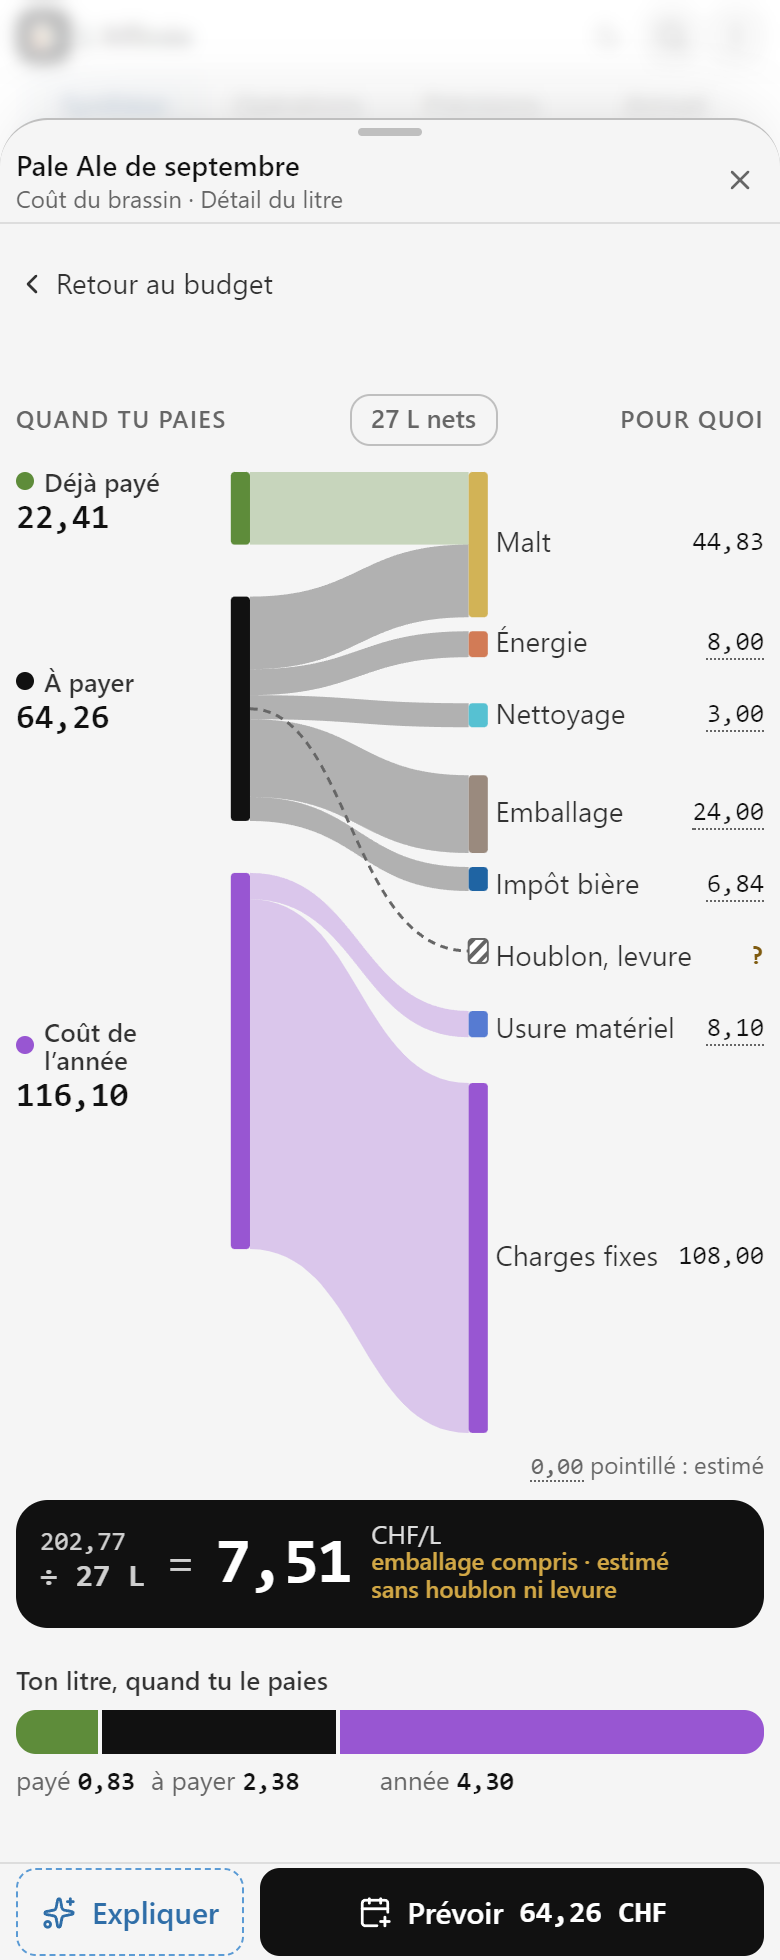 Pale Ale de septembre
Coût du brassin · Détail du litre
Retour au budget
QUAND TU PAIES
27 L nets
POUR QUOI
Déjà payé
22,41
Malt 44,83
Énergie 8,00
À payer
64,26
Nettoyage 3,00
Emballage 24,00
Impôt bière 6,84
Houblon, levure ?
Usure matériel 8,10
Coût de
l’année
116,10
Charges fixes 108,00
0,00 pointillé : estimé
202,77
÷ 27 L
= 7,51
CHF/L
emballage compris · estimé
sans houblon ni levure
Ton litre, quand tu le paies
payé 0,83 à payer 2,38 année 4,30
Expliquer
Prévoir 64,26 CHF